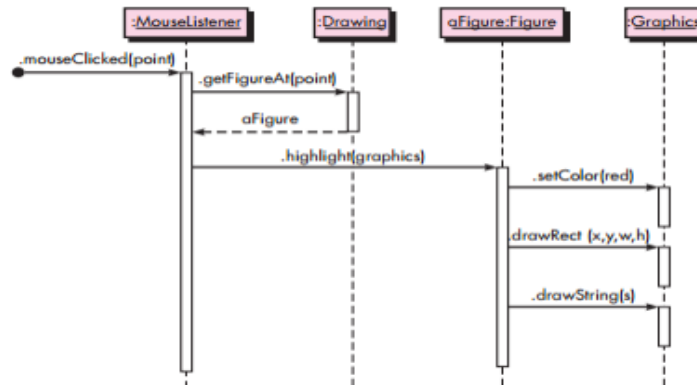 :MouseListener
:Drawing
aFigure:Figure
:Graphics
.mouseClicked(point)
.getFigureAt(point)
aFigure
.highlight(graphics)
.setColor(red)
.drawRect (x,y,w,h)
.drawString(s)